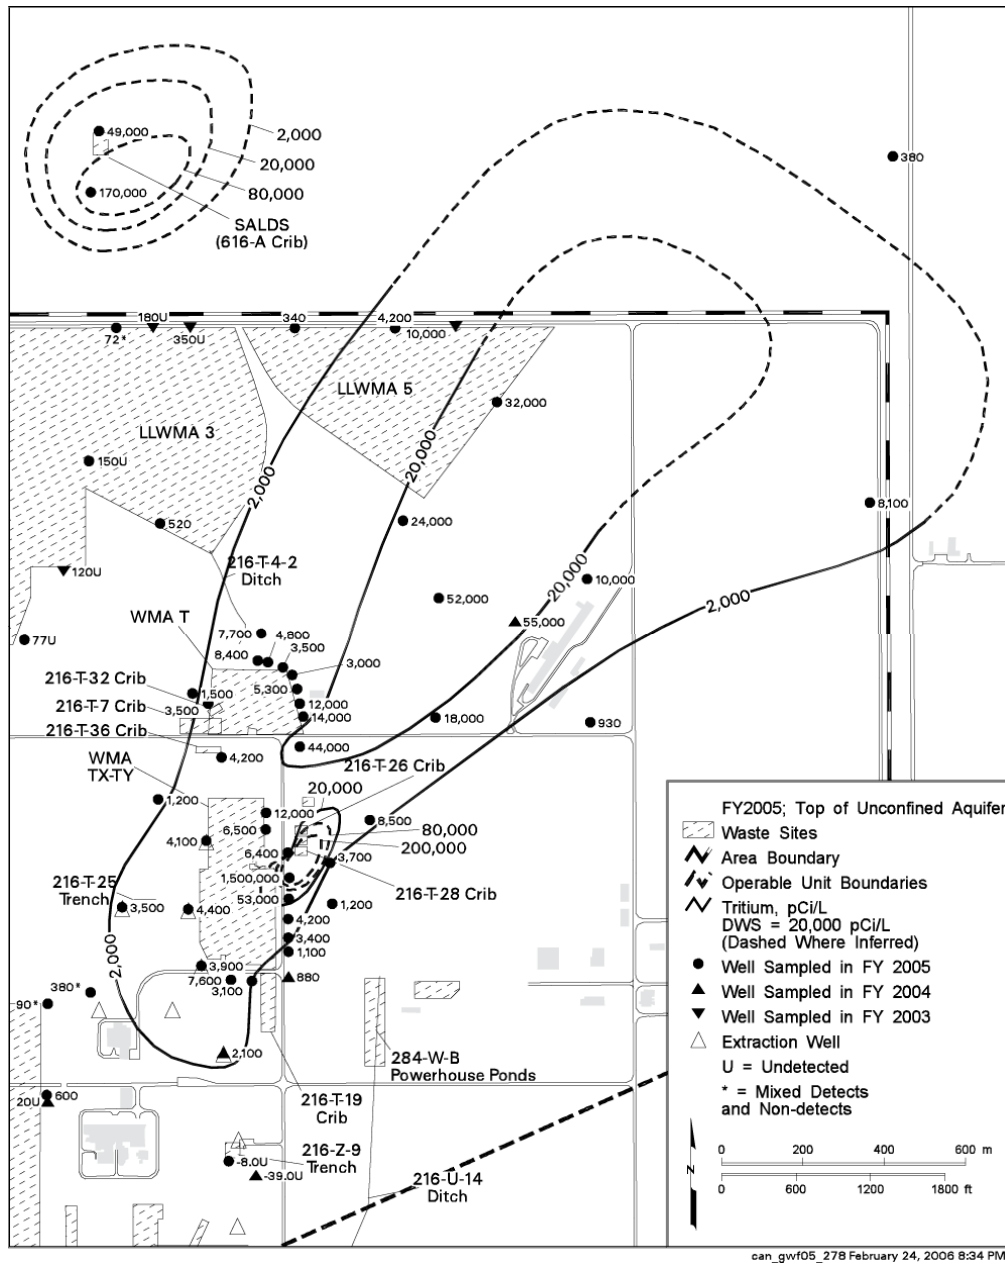 49,000
2,000
20,000
80,000
170,000
SALDS
(616-A Crib)
380
180U
340
4,200
72*
350U
10,000
LLWMA 5
32,000
LLWMA 3
150U
2,000
20,000
8,100
520
24,000
216-T-4-2
Ditch
120U
20,000
10,000
2,000
52,000
WMA T
55,000
77U
7,700
4,800
3,500
8,400
3,000
216-T-32 Crib
5,300
1,500
216-T-7 Crib
3,500
12,000
14,000
18,000
930
216-T-36 Crib
44,000
4,200
216-T-26 Crib
WMA
TX-TY
20,000
1,200
12,000
8,500
6,500
80,000
4,100
200,000
6,400
3,700
216-T-25
Trench
1,500,000
216-T-28 Crib
53,000
1,200
3,500
4,400
4,200
3,400
2,000
1,100
3,900
7,600
3,100
880
380*
90*
2,100
284-W-B
Powerhouse Ponds
600
20U
216-T-19
Crib
-8.0U
216-Z-9
Trench
-39.0U
216-U-14
Ditch
FY2005; Top of Unconfined Aquifer
Waste Sites
Area Boundary
Operable Unit Boundaries
Tritium, pCi/L
DWS = 20,000 pCi/L
(Dashed Where Inferred)
Well Sampled in FY 2005
Well Sampled in FY 2004
Well Sampled in FY 2003
Extraction Well
U = Undetected
* = Mixed Detects
and Non-detects
0 200 400 600 m
0 600 1200 1800 ft
Z
can_gwf05_278 February 24, 2006 8:34 PM